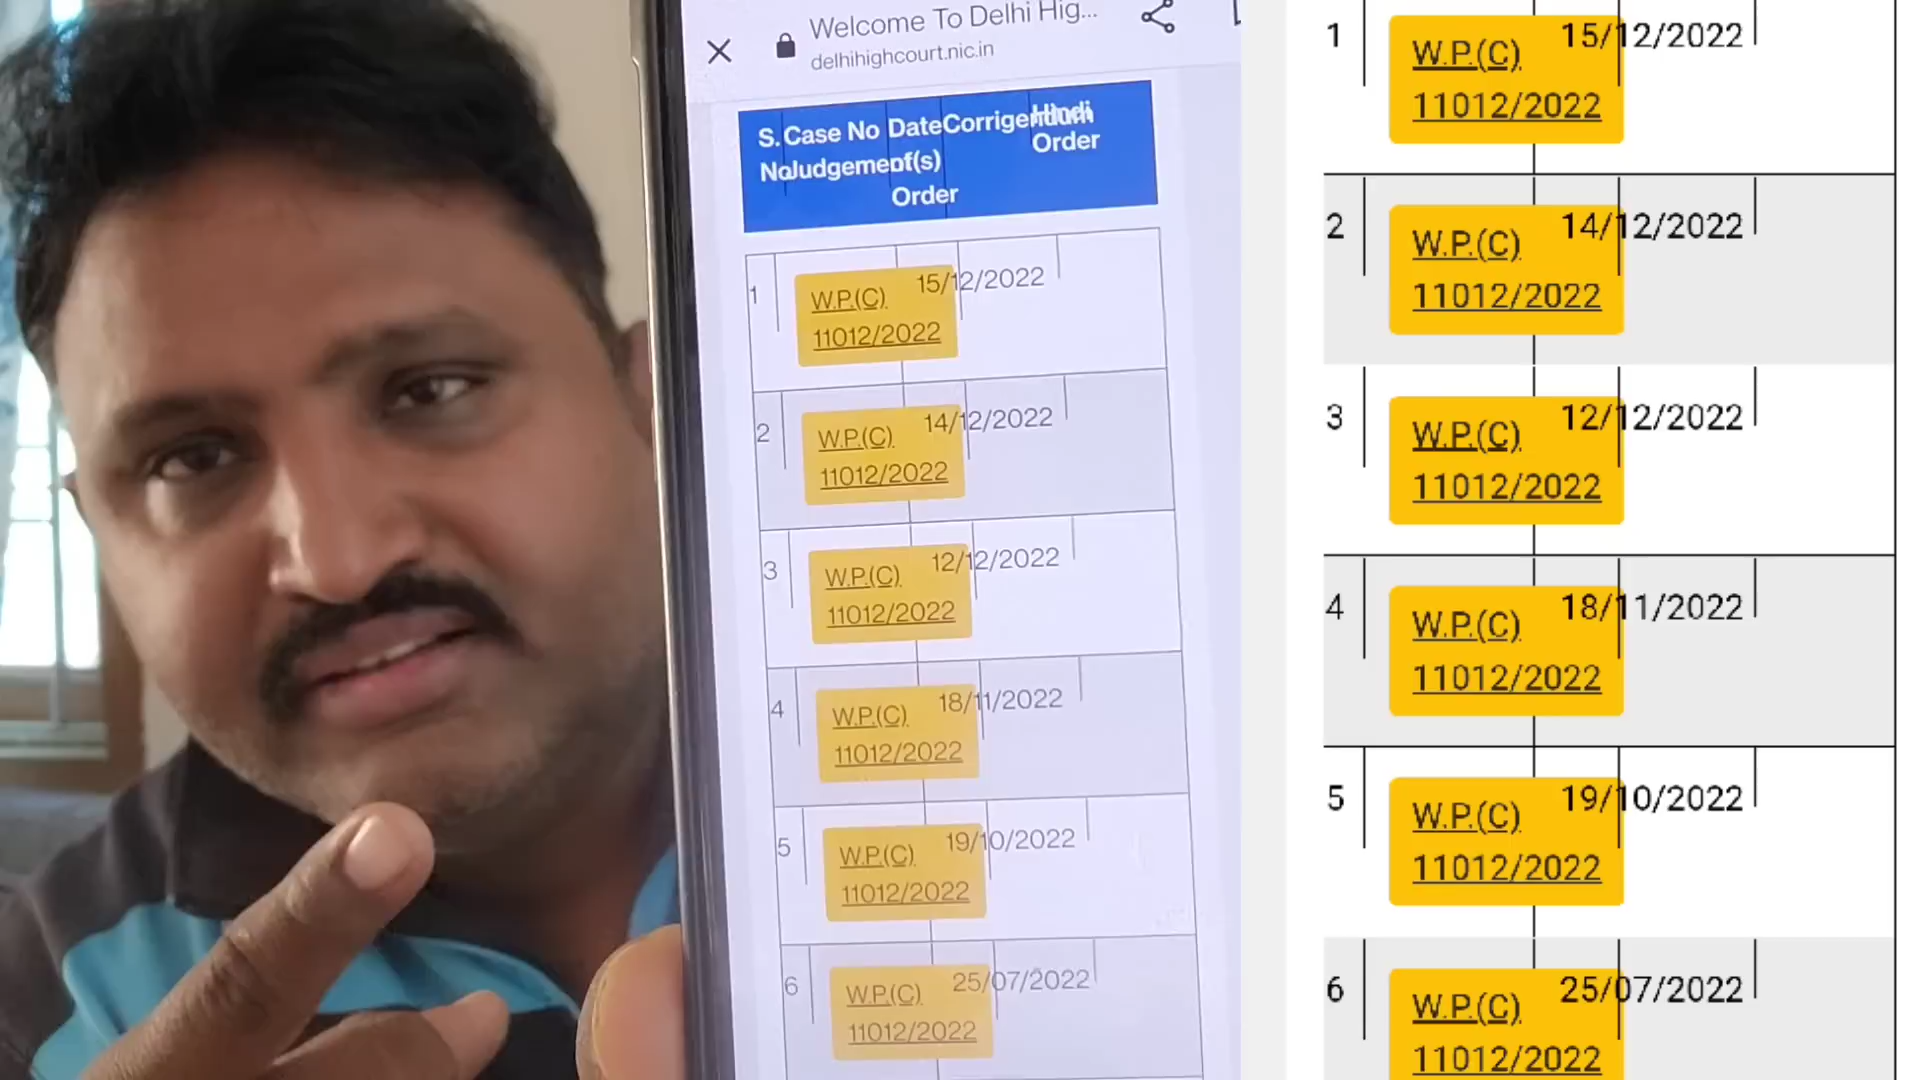 Welcome To Delhi Hig...
delhihighcourt.nic.in
S. Case No Date Corrigendum Hindi
No Judgement of(s) Order
Order
1 W.P.(C) 15/12/2022
11012/2022
2 W.P.(C) 14/12/2022
11012/2022
3 W.P.(C) 12/12/2022
11012/2022
4 W.P.(C) 18/11/2022
11012/2022
5 W.P.(C) 19/10/2022
11012/2022
6 W.P.(C) 25/07/2022
11012/2022
1 W.P.(C) 15/12/2022
11012/2022
2 W.P.(C) 14/12/2022
11012/2022
3 W.P.(C) 12/12/2022
11012/2022
4 W.P.(C) 18/11/2022
11012/2022
5 W.P.(C) 19/10/2022
11012/2022
6 W.P.(C) 25/07/2022
11012/2022